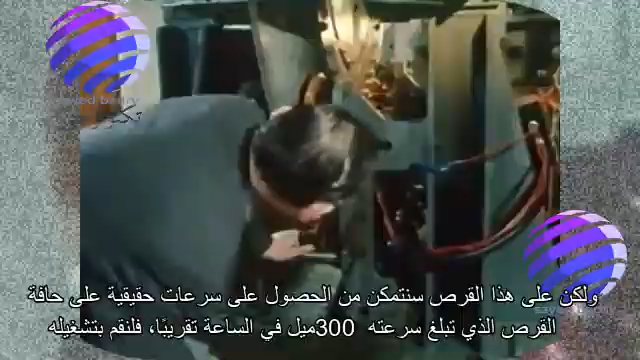 ولكن على هذا القرص سنتمكن من الحصول على سرعات حقيقية على حافة
القرص الذي تبلغ سرعته 300ميل في الساعة تقريبًا، فلنقم بتشغيله